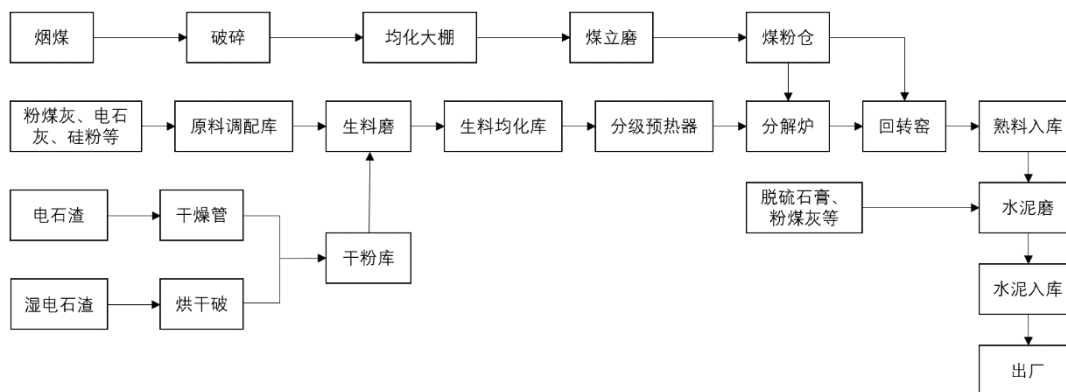 烟煤
破碎
均化大棚
煤立磨
煤粉仓
粉煤灰、电石
灰、硅粉等
原料调配库
生料磨
生料均化库
分级预热器
分解炉
回转窑
熟料入库
电石渣
干燥管
干粉库
脱硫石膏、
粉煤灰等
水泥磨
湿电石渣
烘干破
水泥入库
出厂